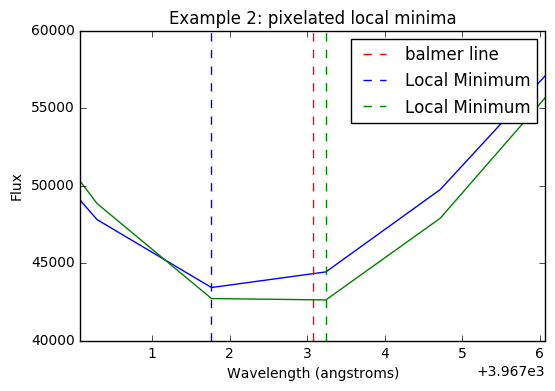 Example 2: pixelated local minima
60000
55000
50000
45000
40000
Flux
balmer line
Local Minimum
Local Minimum
1 2 3 4 5 6
+3.967e3
Wavelength (angstroms)